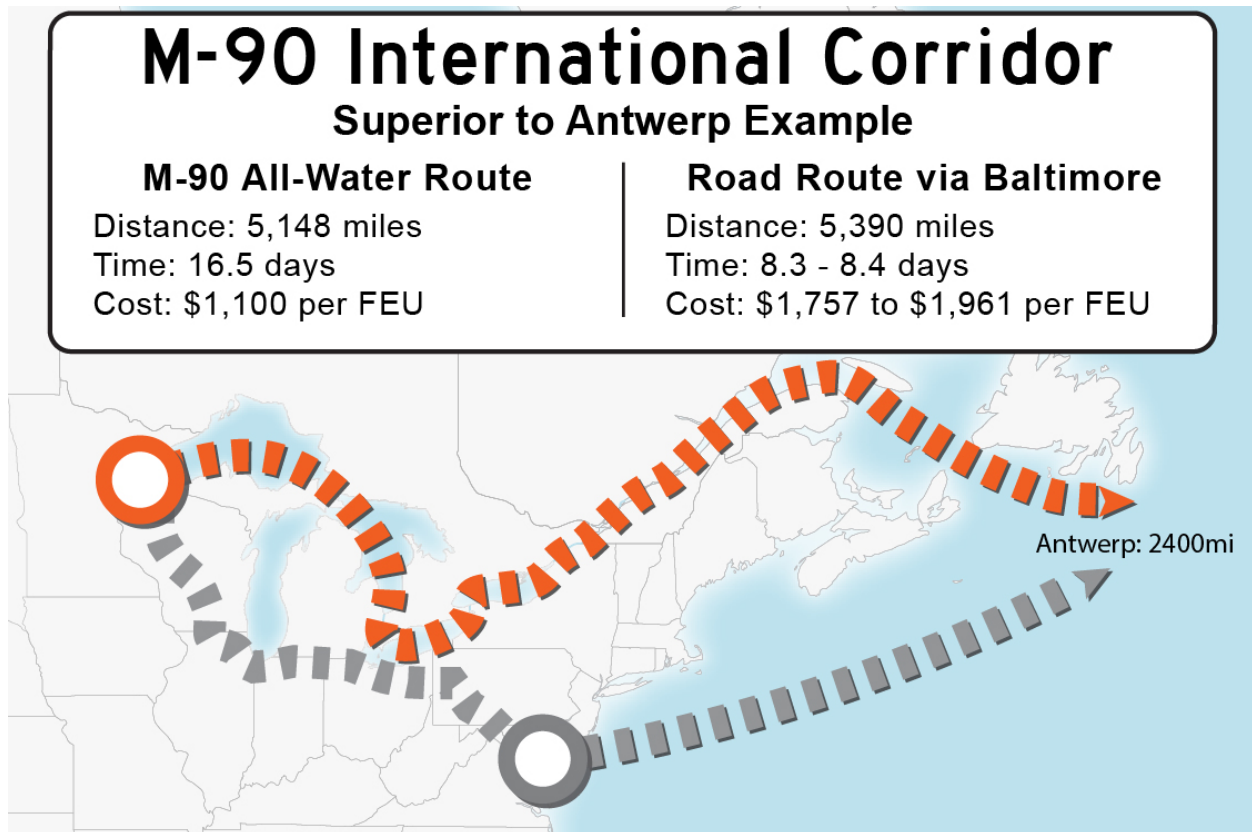 M-90 International Corridor
Superior to Antwerp Example
M-90 All-Water Route
Distance: 5,148 miles
Time: 16.5 days
Cost: $1,100 per FEU
Road Route via Baltimore
Distance: 5,390 miles
Time: 8.3 - 8.4 days
Cost: $1,757 to $1,961 per FEU
Antwerp: 2400mi